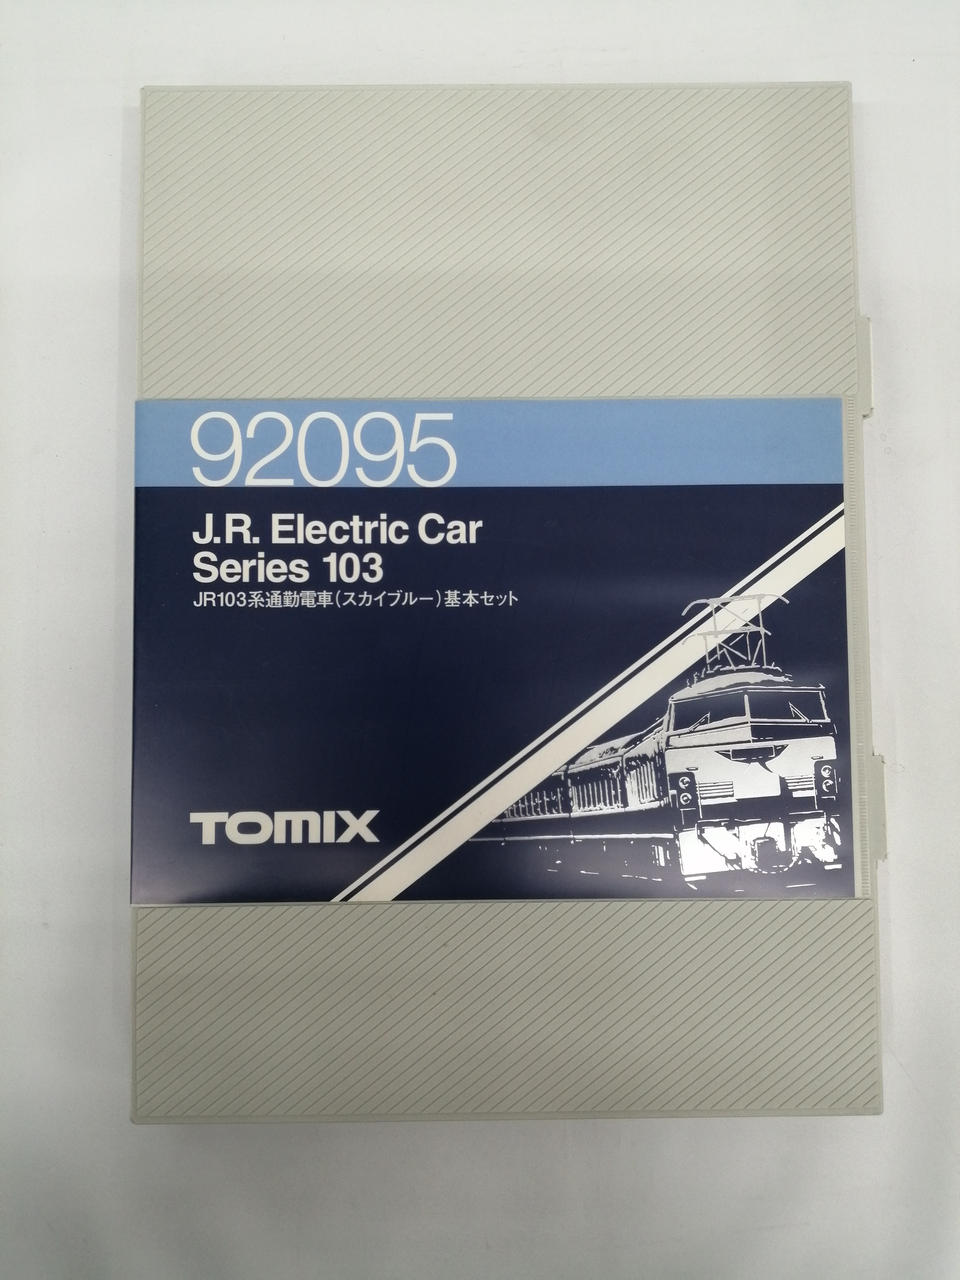 92095
J.R. Electric Car
Series 103
JR103系通勤電車(スカイブルー)基本セット
TOMIX